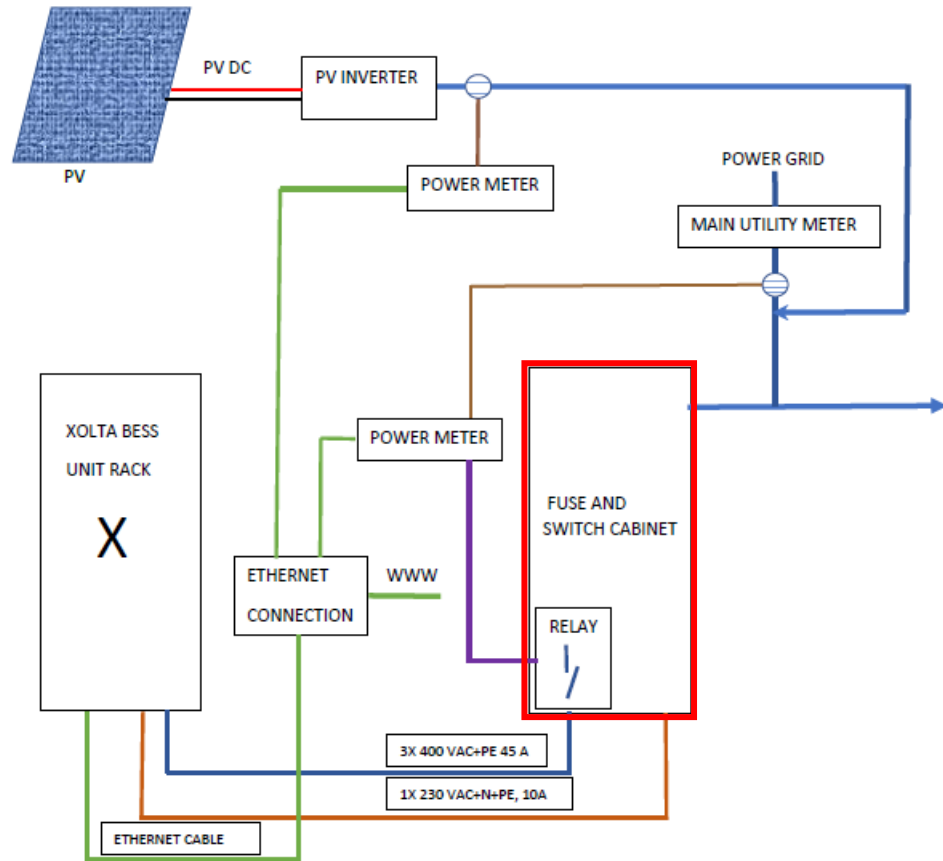 PV DC
PV INVERTER
PV
POWER METER
POWER GRID
MAIN UTILITY METER
XOLTA BESS
UNIT RACK
X
POWER METER
FUSE AND
SWITCH CABINET
ETHERNET
CONNECTION
WWW
RELAY
3X 400 VAC+PE 45 A
1X 230 VAC+N+PE, 10A
ETHERNET CABLE